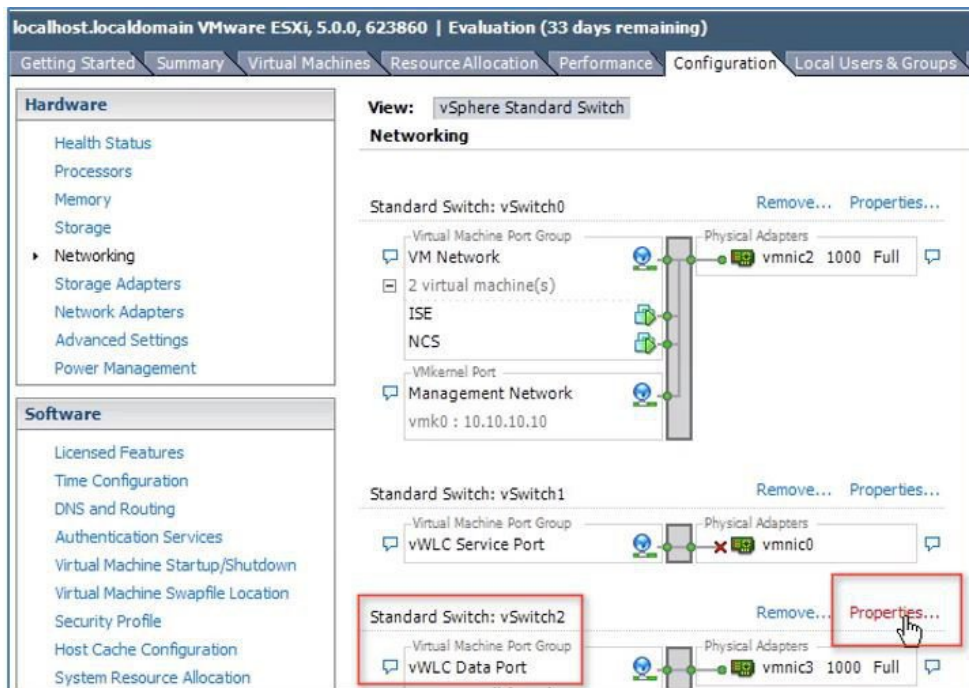 localhost.localdomain VMware ESXi, 5.0.0, 623860 | Evaluation (33 days remaining)
Getting Started Summary Virtual Machines Resource Allocation Performance Configuration Local Users & Groups
Hardware
Health Status
Processors
Memory
Storage
Networking
Storage Adapters
Network Adapters
Advanced Settings
Power Management
Software
Licensed Features
Time Configuration
DNS and Routing
Authentication Services
Virtual Machine Startup/Shutdown
Virtual Machine Swapfile Location
Security Profile
Host Cache Configuration
System Resource Allocation
View: vSphere Standard Switch
Networking
Standard Switch: vSwitch0 Remove... Properties...
Virtual Machine Port Group Physical Adapters
VM Network vmnic2 1000 Full
2 virtual machine(s)
ISE
NCS
VMkernel Port
Management Network
vmk0 : 10.10.10.10
Standard Switch: vSwitch1 Remove... Properties...
Virtual Machine Port Group Physical Adapters
vWLC Service Port vmnic0
Standard Switch: vSwitch2 Remove... Properties...
Virtual Machine Port Group Physical Adapters
vWLC Data Port vmnic3 1000 Full